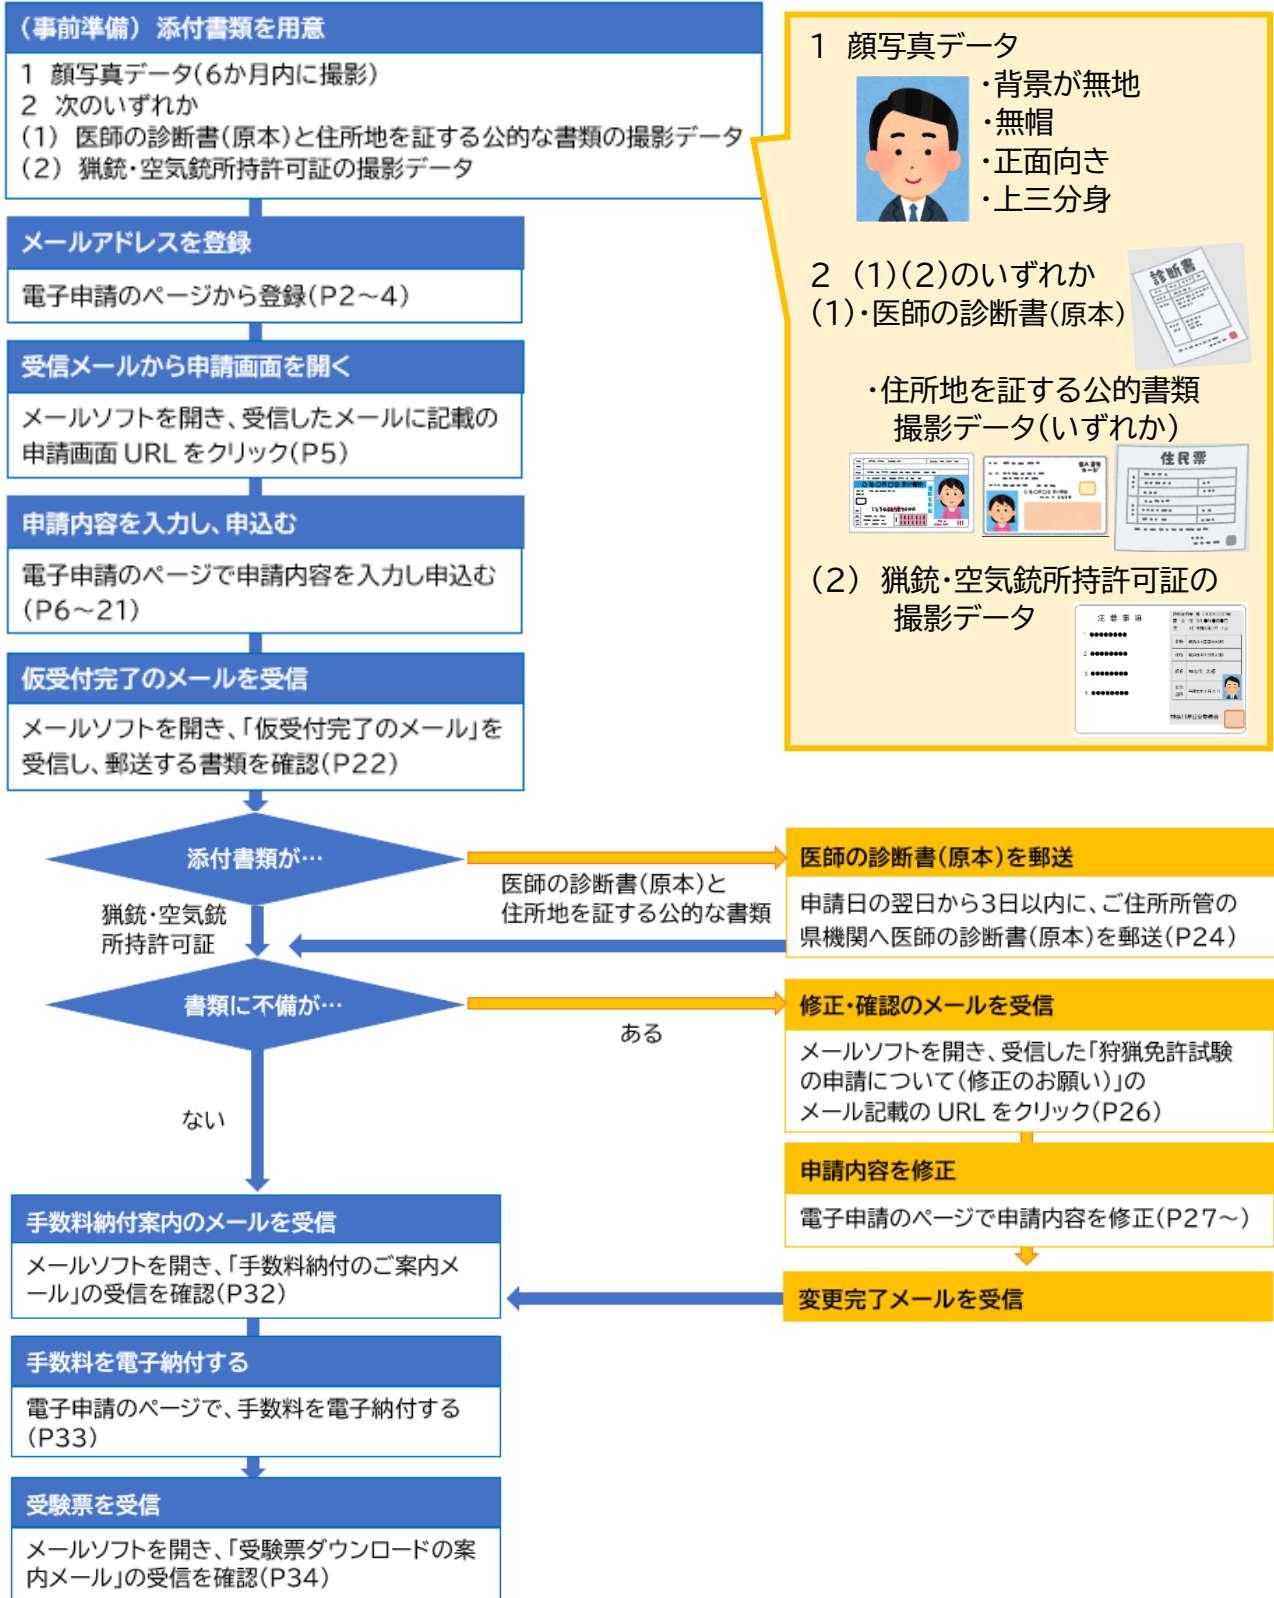 (事前準備) 添付書類を用意
1 顔写真データ(6か月内に撮影)
2 次のいずれか
(1) 医師の診断書(原本)と住所地を証する公的な書類の撮影データ
(2) 猟銃・空気銃所持許可証の撮影データ
1 顔写真データ
・背景が無地
・無帽
・正面向き
・上三分身
2 (1)(2)のいずれか
(1)・医師の診断書(原本)
診断書
・住所地を証する公的書類
撮影データ(いずれか)
住民票
(2) 猟銃・空気銃所持許可証の
撮影データ
注意事項
メールアドレスを登録
電子申請のページから登録(P2~4)
受信メールから申請画面を開く
メールソフトを開き、受信したメールに記載の
申請画面 URL をクリック(P5)
申請内容を入力し、申込む
電子申請のページで申請内容を入力し申込む
(P6~21)
仮受付完了のメールを受信
メールソフトを開き、「仮受付完了のメール」を
受信し、郵送する書類を確認(P22)
添付書類が…
医師の診断書(原本)と
住所地を証する公的な書類
猟銃・空気銃
所持許可証
医師の診断書(原本)を郵送
申請日の翌日から3日以内に、ご住所所管の
県機関へ医師の診断書(原本)を郵送(P24)
書類に不備が…
ある
ない
修正・確認のメールを受信
メールソフトを開き、受信した「狩猟免許試験
の申請について(修正のお願い)」の
メール記載の URL をクリック(P26)
申請内容を修正
電子申請のページで申請内容を修正(P27~)
変更完了メールを受信
手数料納付案内のメールを受信
メールソフトを開き、「手数料納付のご案内メ
ール」の受信を確認(P32)
手数料を電子納付する
電子申請のページで、手数料を電子納付する
(P33)
受験票を受信
メールソフトを開き、「受験票ダウンロードの案
内メール」の受信を確認(P34)